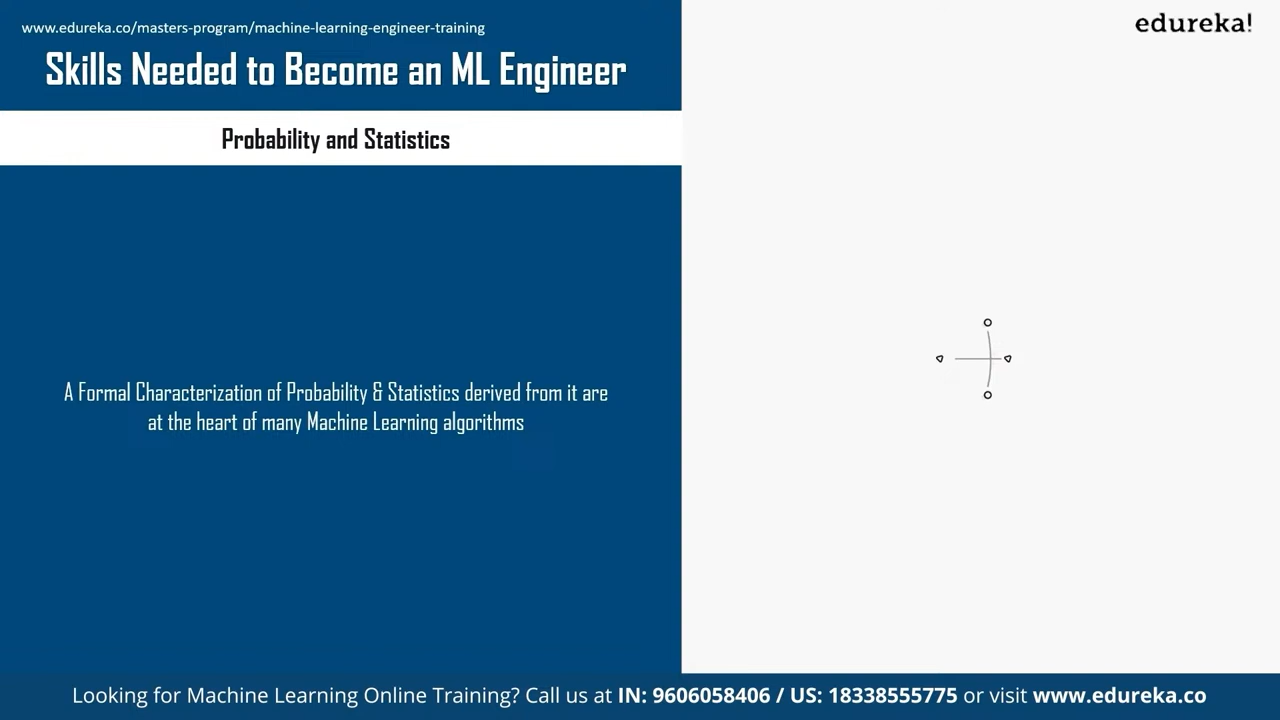 www.edureka.co/masters-program/machine-learning-engineer-training
edureka!
Skills Needed to Become an ML Engineer
Probability and Statistics
A Formal Characterization of Probability & Statistics derived from it are
at the heart of many Machine Learning algorithms
Looking for Machine Learning Online Training? Call us at IN: 9606058406 / US: 18338555775 or visit www.edureka.co